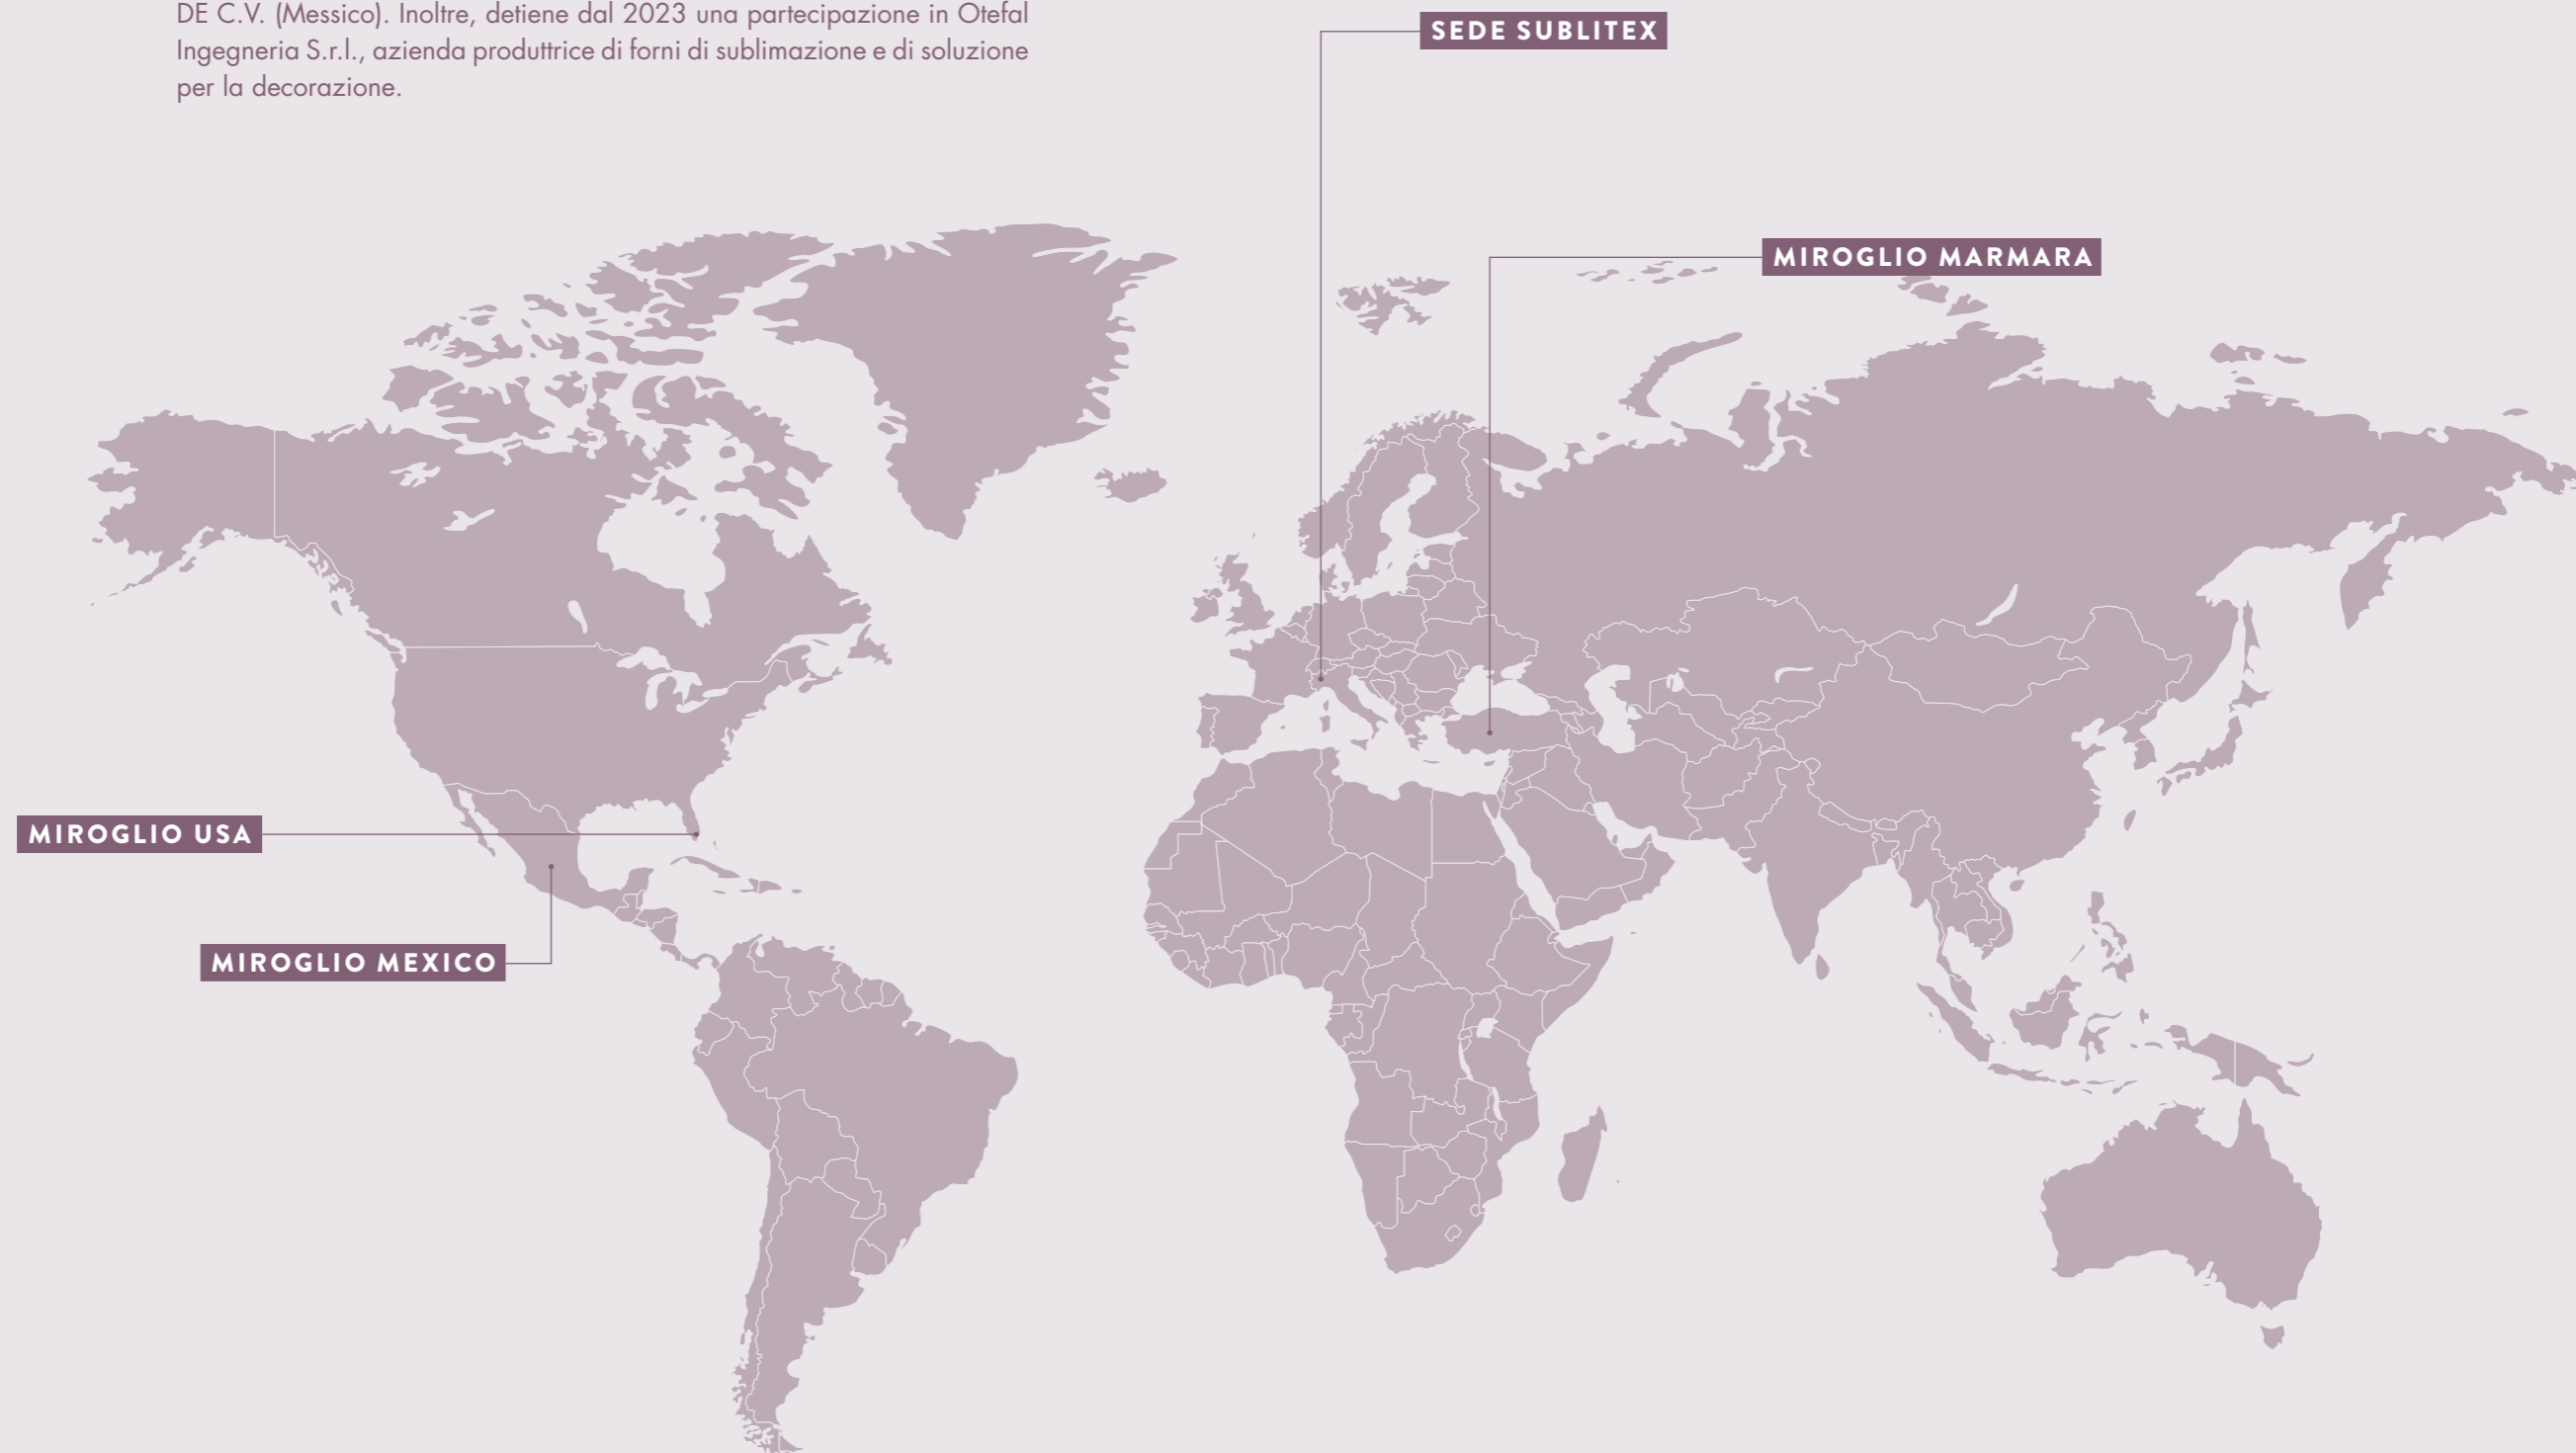 DE C.V. (Messico). Inoltre, detiene dal 2023 una partecipazione in Otefal
Ingegneria S.r.l., azienda produttrice di forni di sublimazione e di soluzione
per la decorazione.
SEDE SUBLITEX
MIROGLIO MARMARA
MIROGLIO USA
MIROGLIO MEXICO